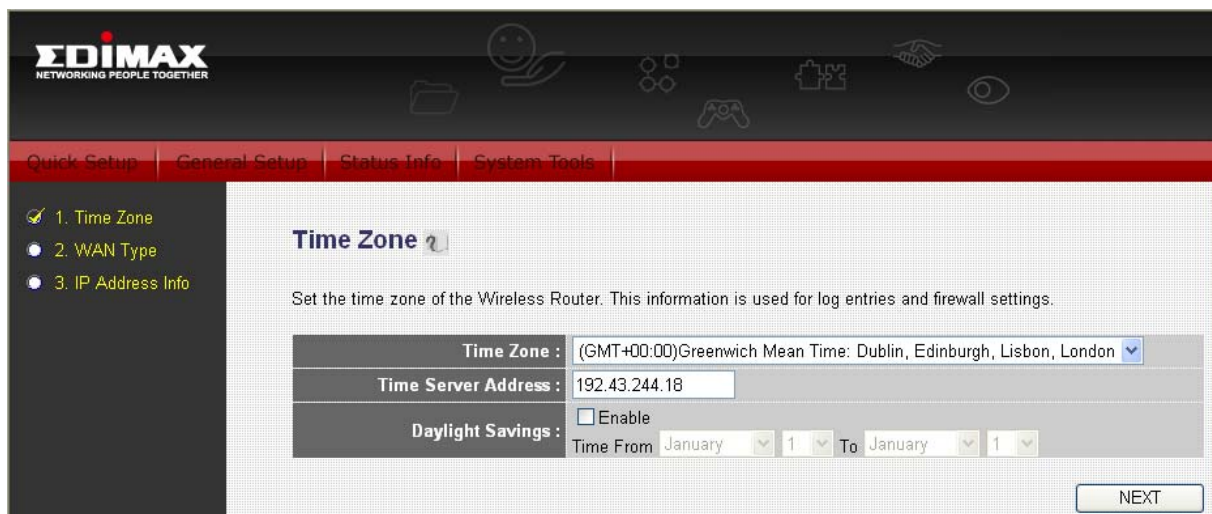 EDIMAX
NETWORKING PEOPLE TOGETHER
Quick Setup General Setup Status Info System Tools
1. Time Zone
2. WAN Type
3. IP Address Info
Time Zone
Set the time zone of the Wireless Router. This information is used for log entries and firewall settings.
Time Zone : (GMT+00:00)Greenwich Mean Time: Dublin, Edinburgh, Lisbon, London
Time Server Address : 192.43.244.18
Daylight Savings : Enable
Time From January 1 To January 1
NEXT